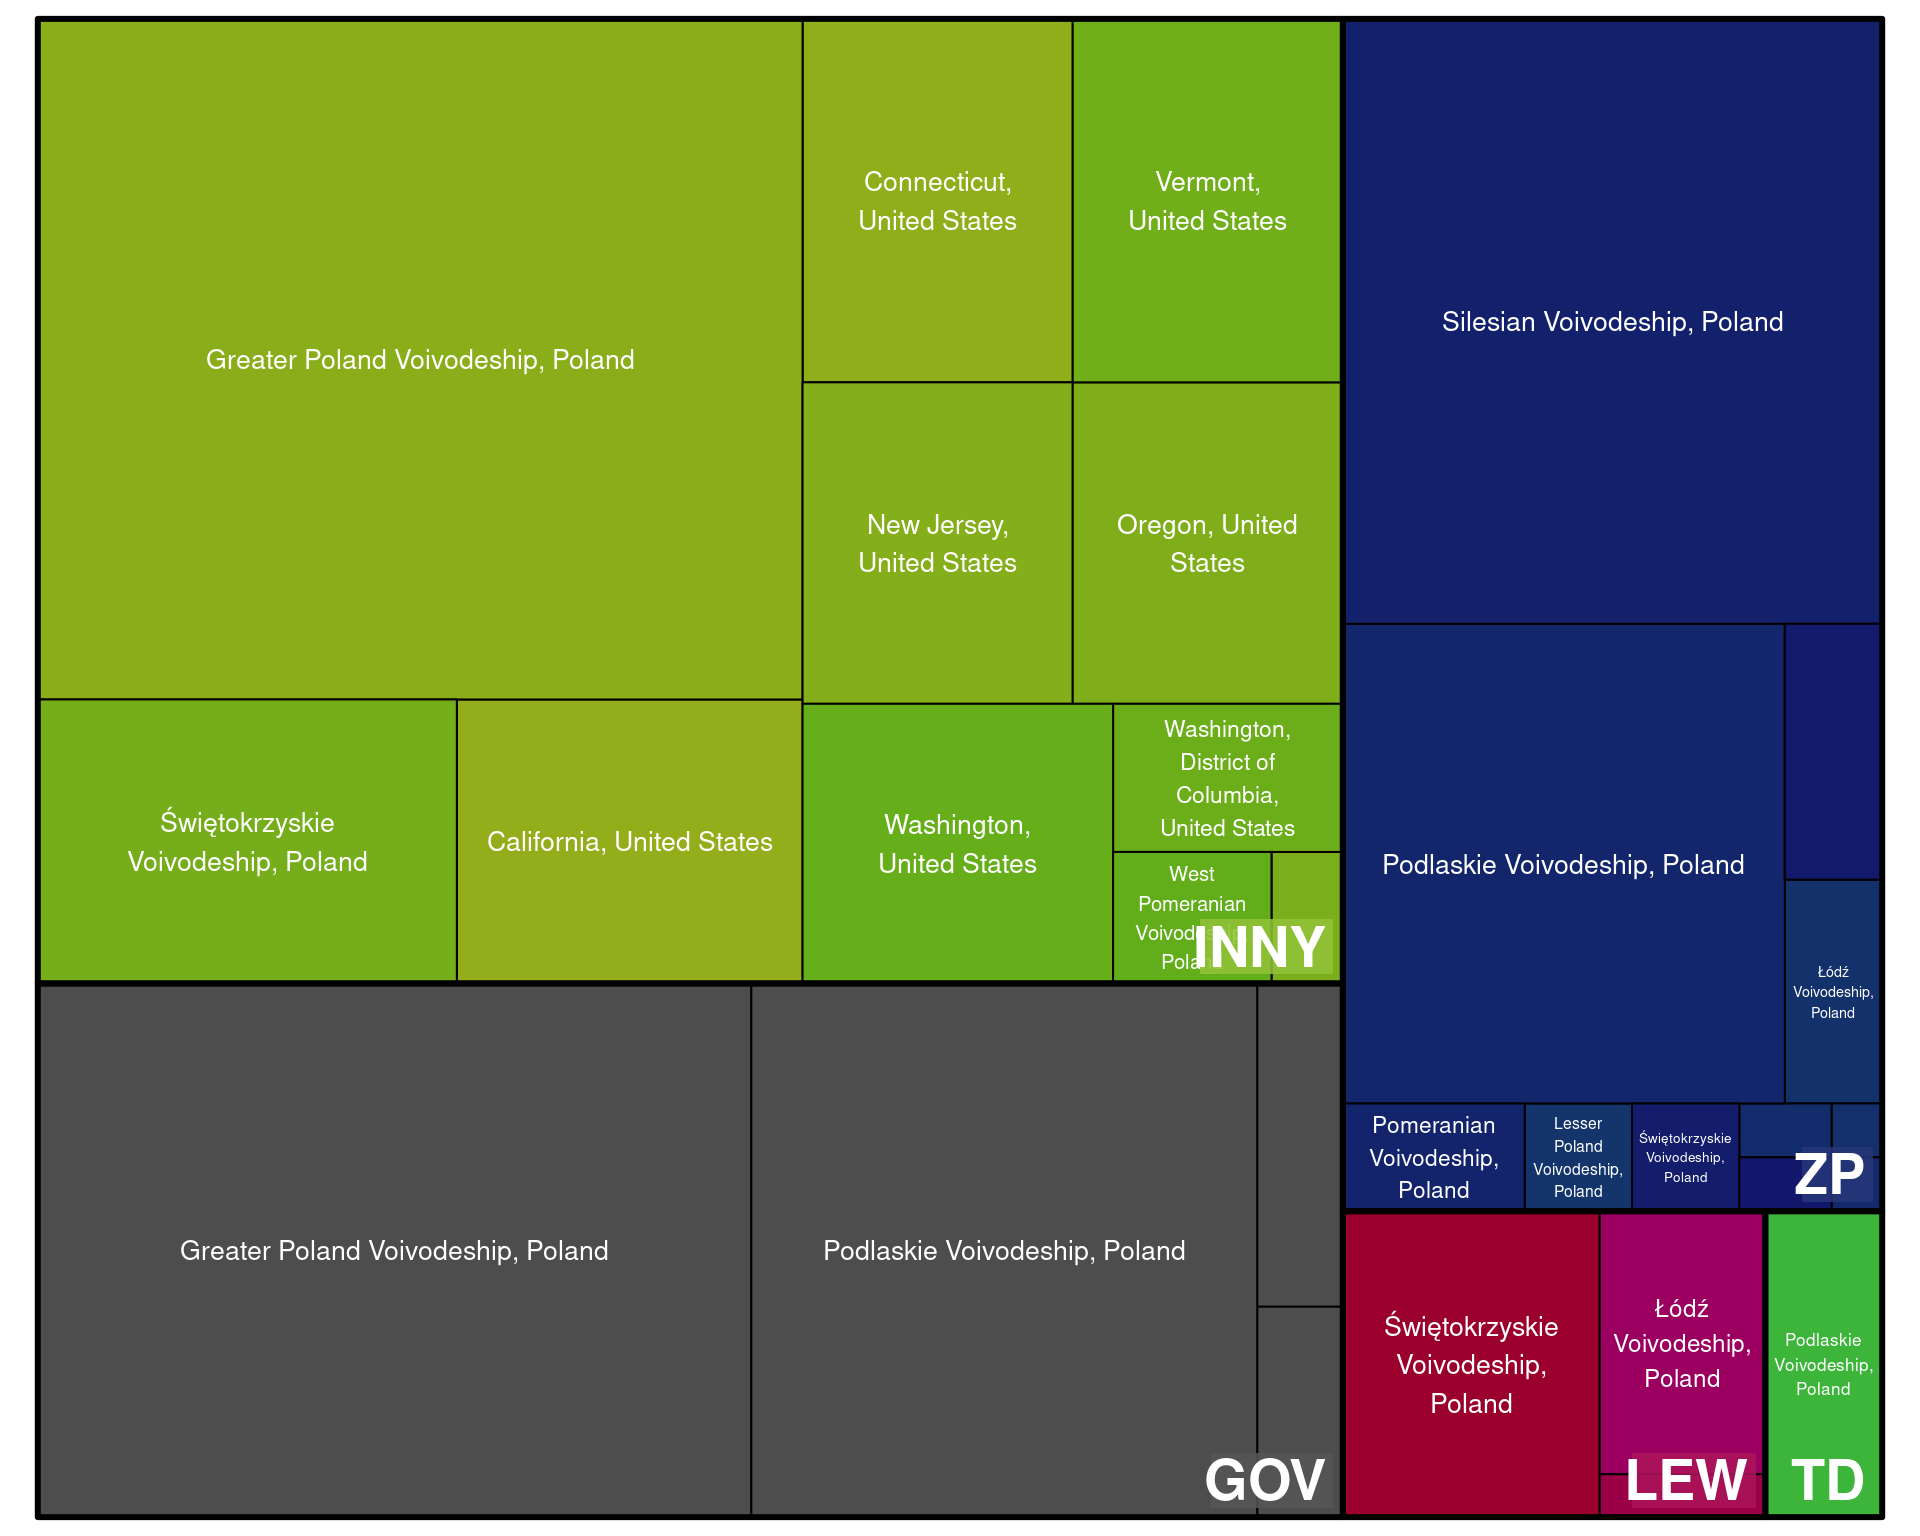 Greater Poland Voivodeship, Poland
Connecticut,
United States
Vermont,
United States
New Jersey,
United States
Oregon, United
States
Świętokrzyskie
Voivodeship, Poland
California, United States
Washington,
United States
Washington,
District of
Columbia,
United States
West
Pomeranian
INNY
Silesian Voivodeship, Poland
Podlaskie Voivodeship, Poland
Łódź
Voivodeship,
Poland
Pomeranian
Voivodeship,
Poland
Lesser
Poland
Voivodeship,
Poland
Świętokrzyskie
Voivodeship,
Poland
ZP
Greater Poland Voivodeship, Poland
Podlaskie Voivodeship, Poland
GOV
Świętokrzyskie
Voivodeship,
Poland
Łódź
Voivodeship,
Poland
LEW
Podlaskie
Voivodeship,
Poland
TD